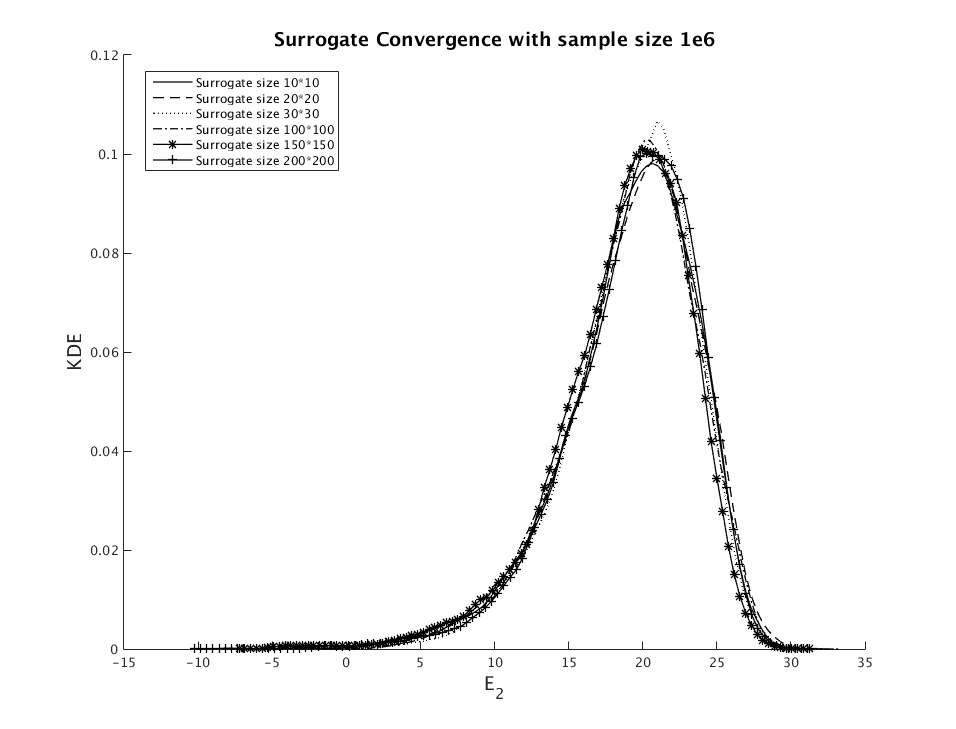 Surrogate Convergence with sample size 1e6
0.12
0.1
0.08
0.06
0.04
0.02
0
KDE
Surrogate size 10*10
Surrogate size 20*20
Surrogate size 30*30
Surrogate size 100*100
Surrogate size 150*150
Surrogate size 200*200
-15 -10 -5 0 5 10 15 20 25 30 35
E_2